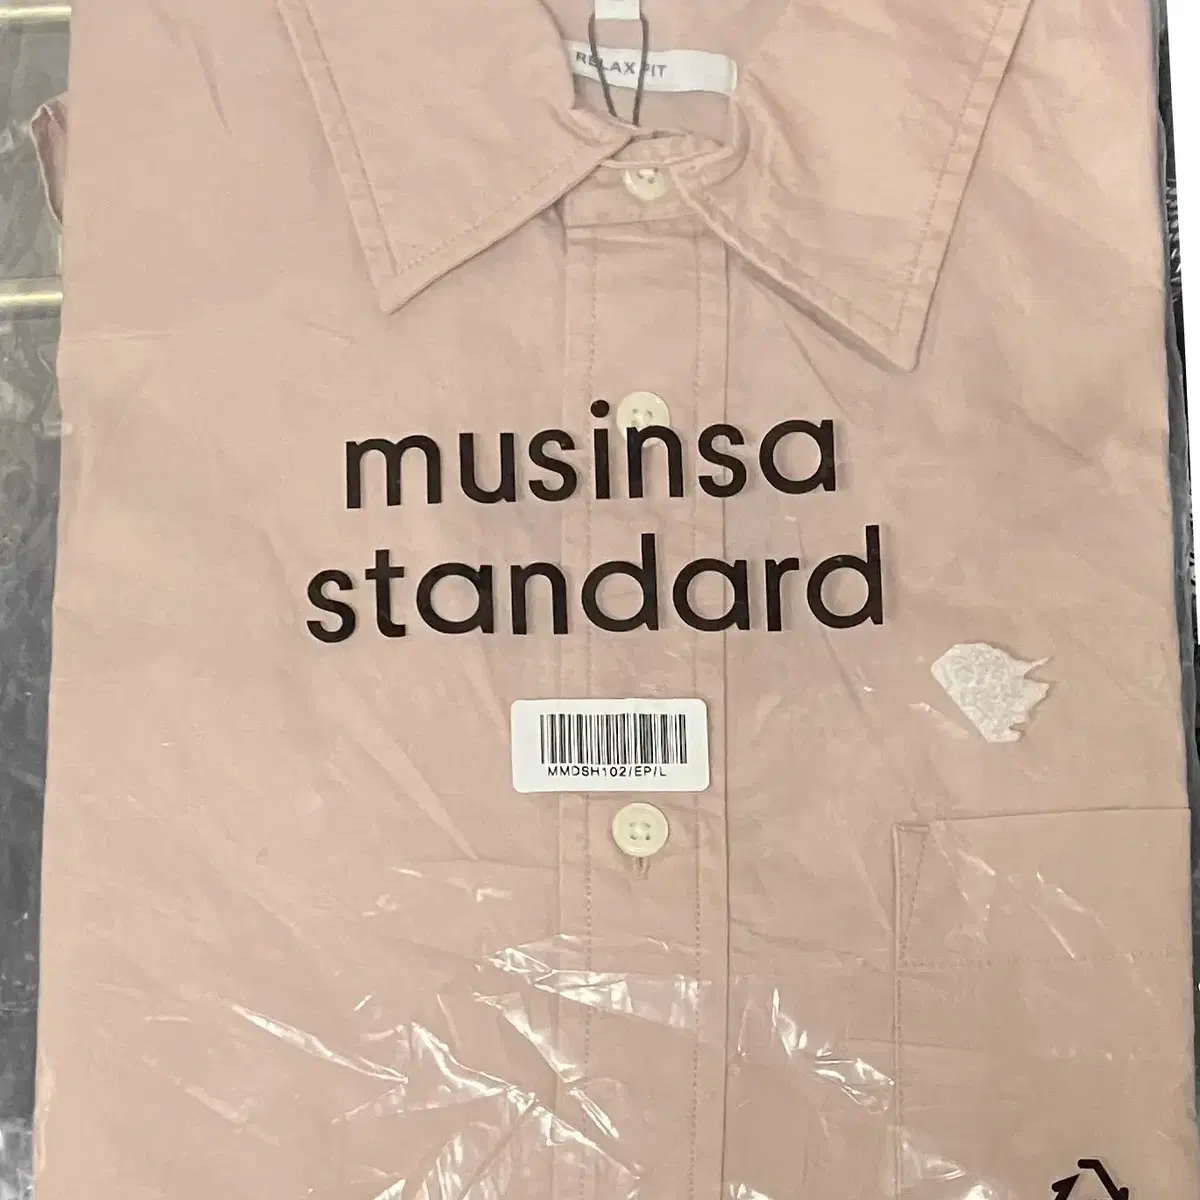 RELAX FIT
musinsa
standard
MMDSH102/EP/L